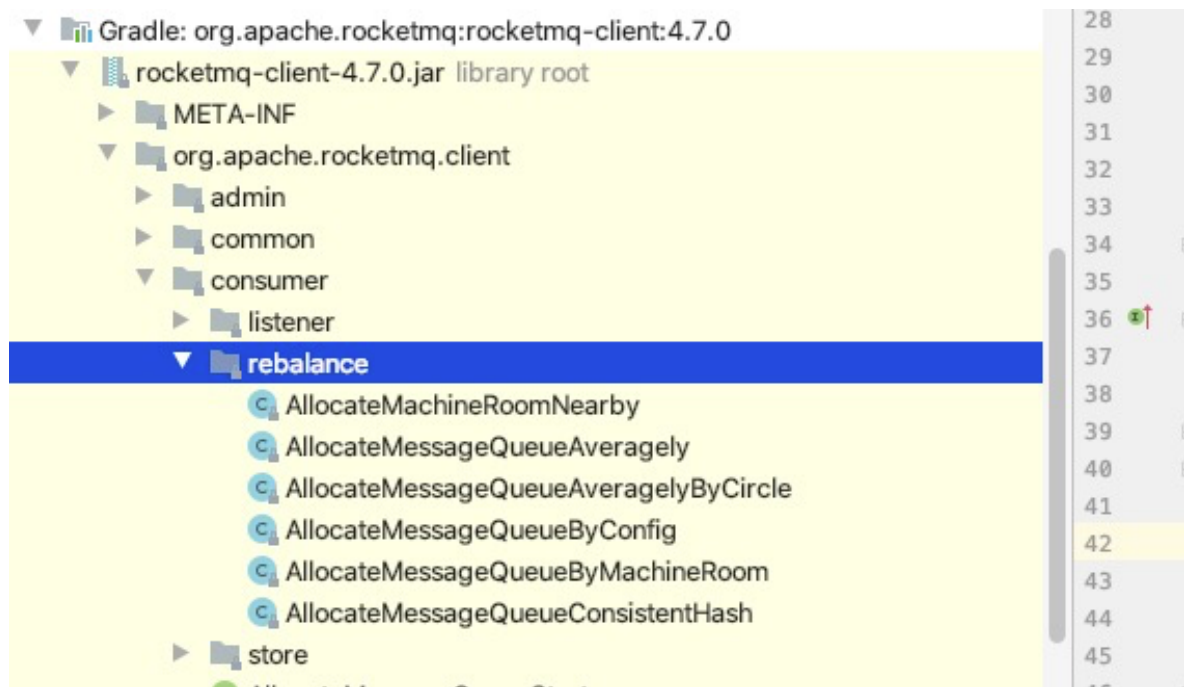 Gradle: org.apache.rocketmq:rocketmq-client:4.7.0
rocketmq-client-4.7.0.jar library root
META-INF
org.apache.rocketmq.client
admin
common
consumer
listener
rebalance
AllocateMachineRoomNearby
AllocateMessageQueueAveragely
AllocateMessageQueueAveragelyByCircle
AllocateMessageQueueByConfig
AllocateMessageQueueByMachineRoom
AllocateMessageQueueConsistentHash
store
28
29
30
31
32
33
34
35
36
37
38
39
40
41
42
43
44
45